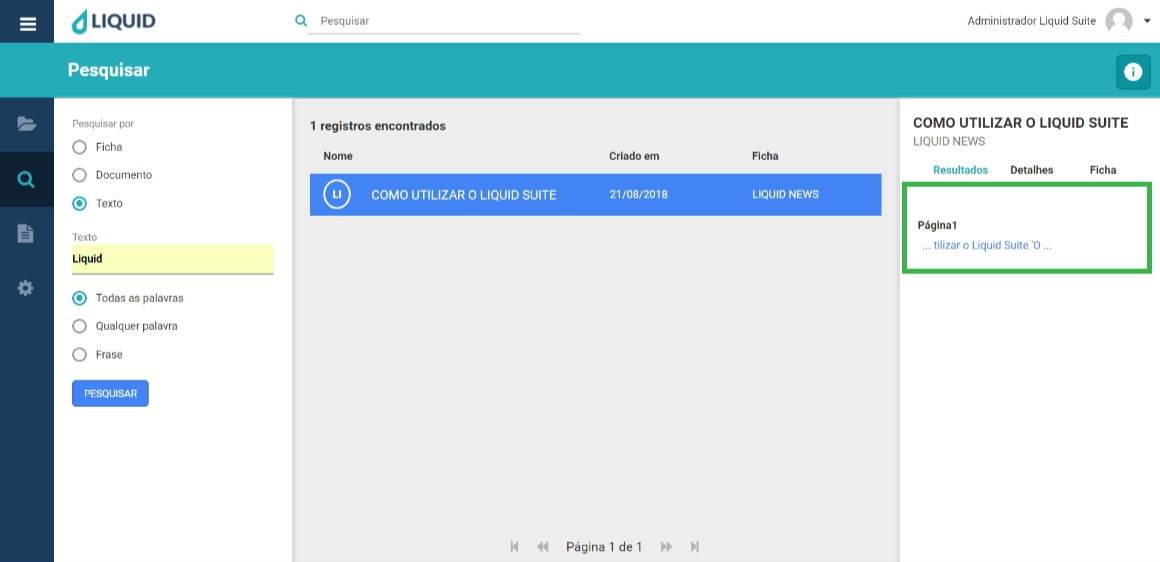 LIQUID
Pesquisar
Administrador Liquid Suite
Pesquisar
Pesquisar por
Ficha
Documento
Texto
Texto
Liquid
Todas as palavras
Qualquer palavra
Frase
PESQUISAR
1 registros encontrados
Nome Criado em Ficha
LI COMO UTILIZAR O LIQUID SUITE 21/08/2018 LIQUID NEWS
Página 1 de 1
COMO UTILIZAR O LIQUID SUITE
LIQUID NEWS
Resultados Detalhes Ficha
Página1
... tilizar o Liquid Suite 'O ...